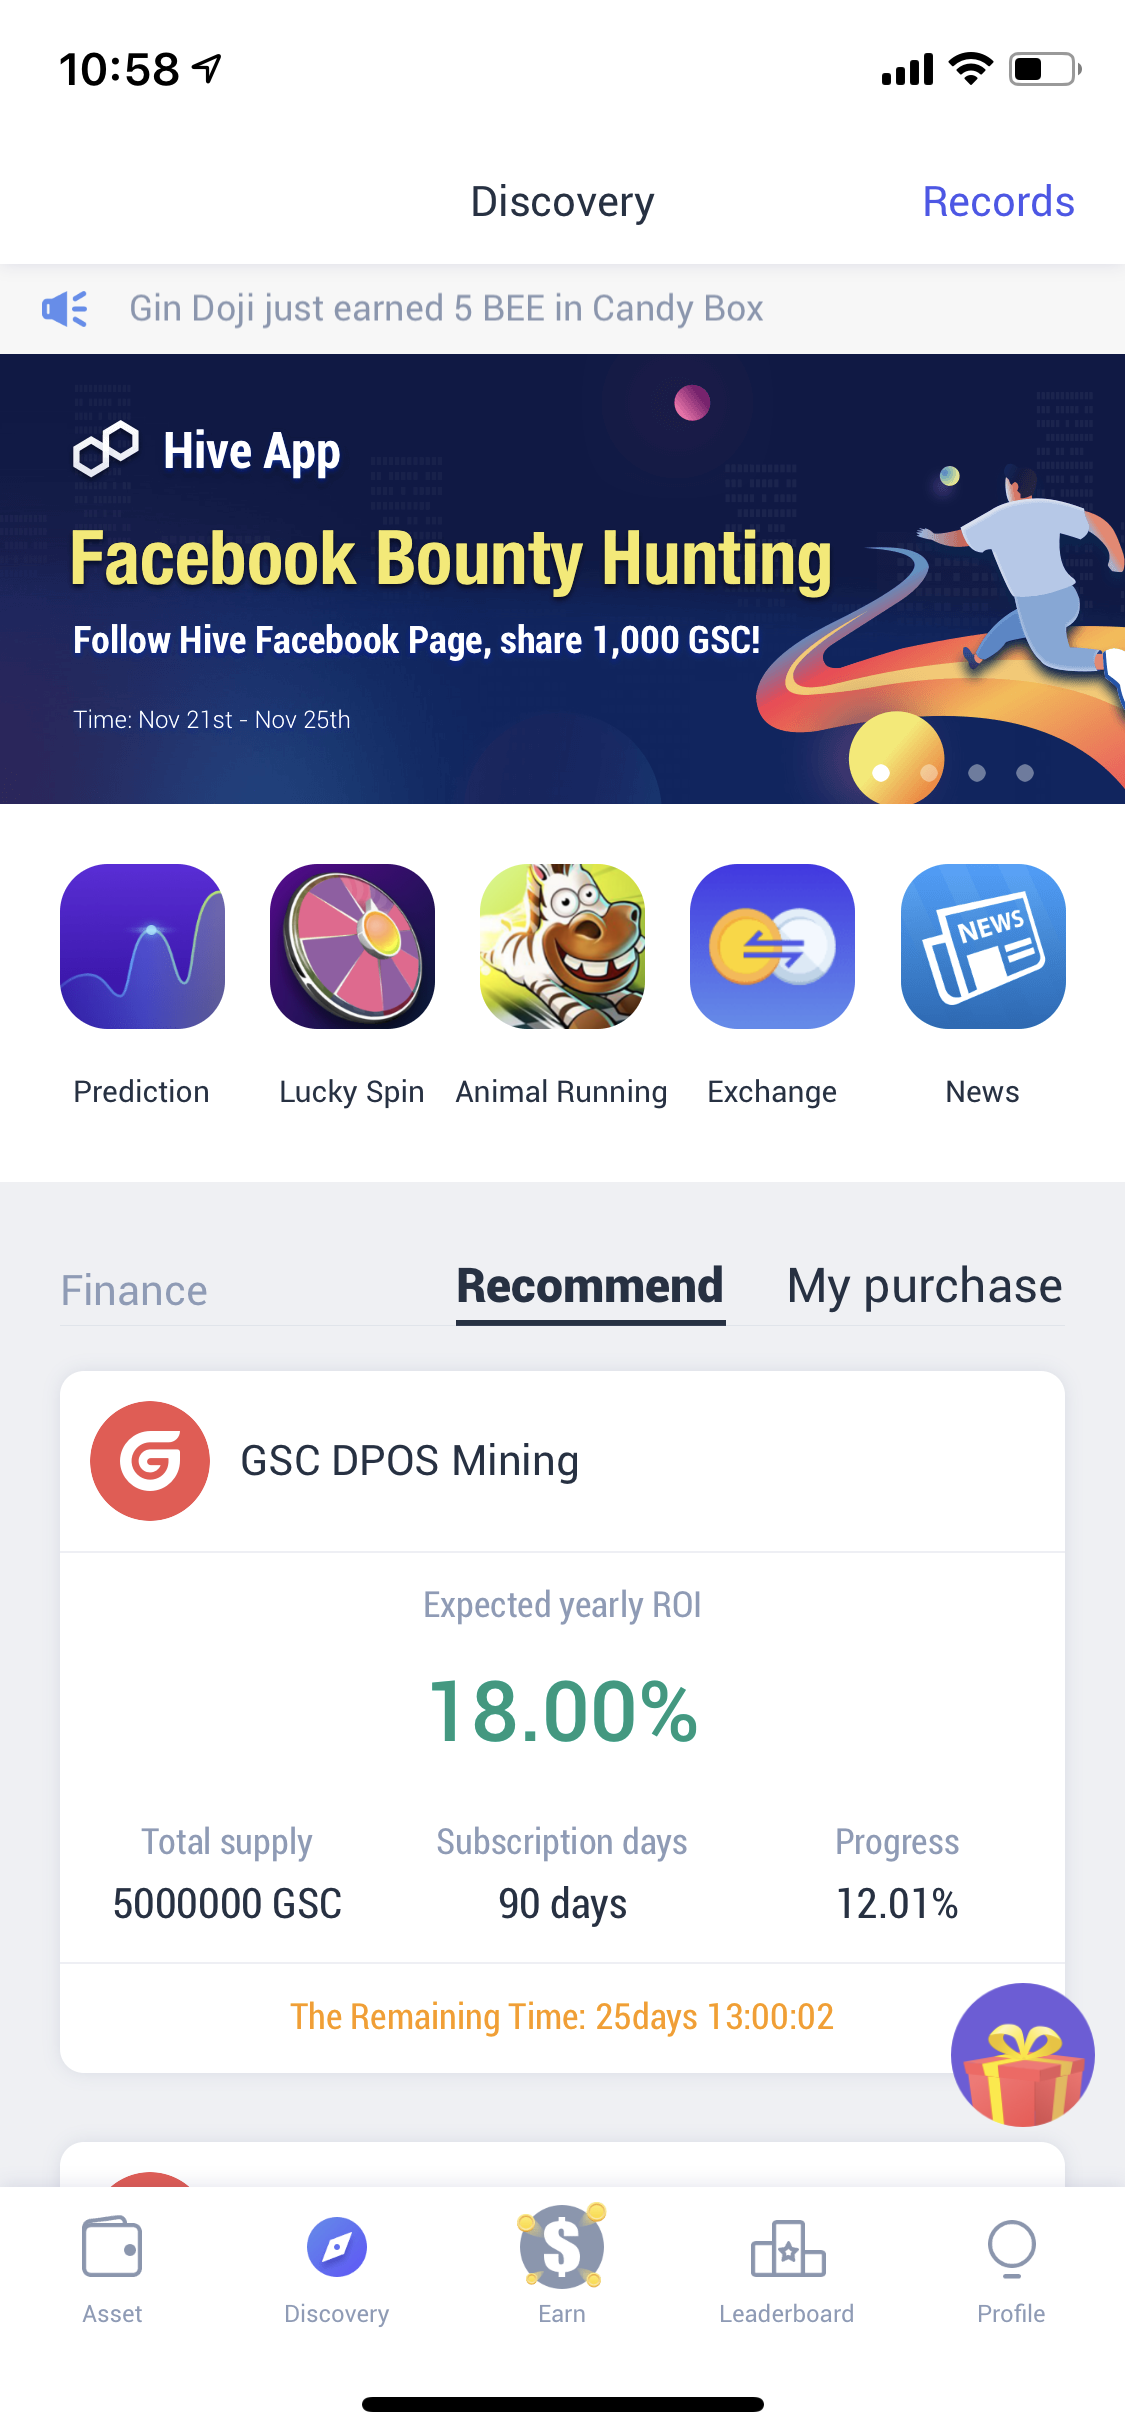 10:58
Discovery
Records
Gin Doji just earned 5 BEE in Candy Box
Hive App
Facebook Bounty Hunting
Follow Hive Facebook Page, share 1,000 GSC!
Time: Nov 21st - Nov 25th
NEWS
Prediction
Lucky Spin
Animal Running
Exchange
News
Finance
Recommend
My purchase
GSC DPOS Mining
Expected yearly ROI
18.00%
Total supply
Subscription days
Progress
5000000 GSC
90 days
12.01%
The Remaining Time: 25days 13:00:02
$
Asset
Discovery
Earn
Leaderboard
Profile